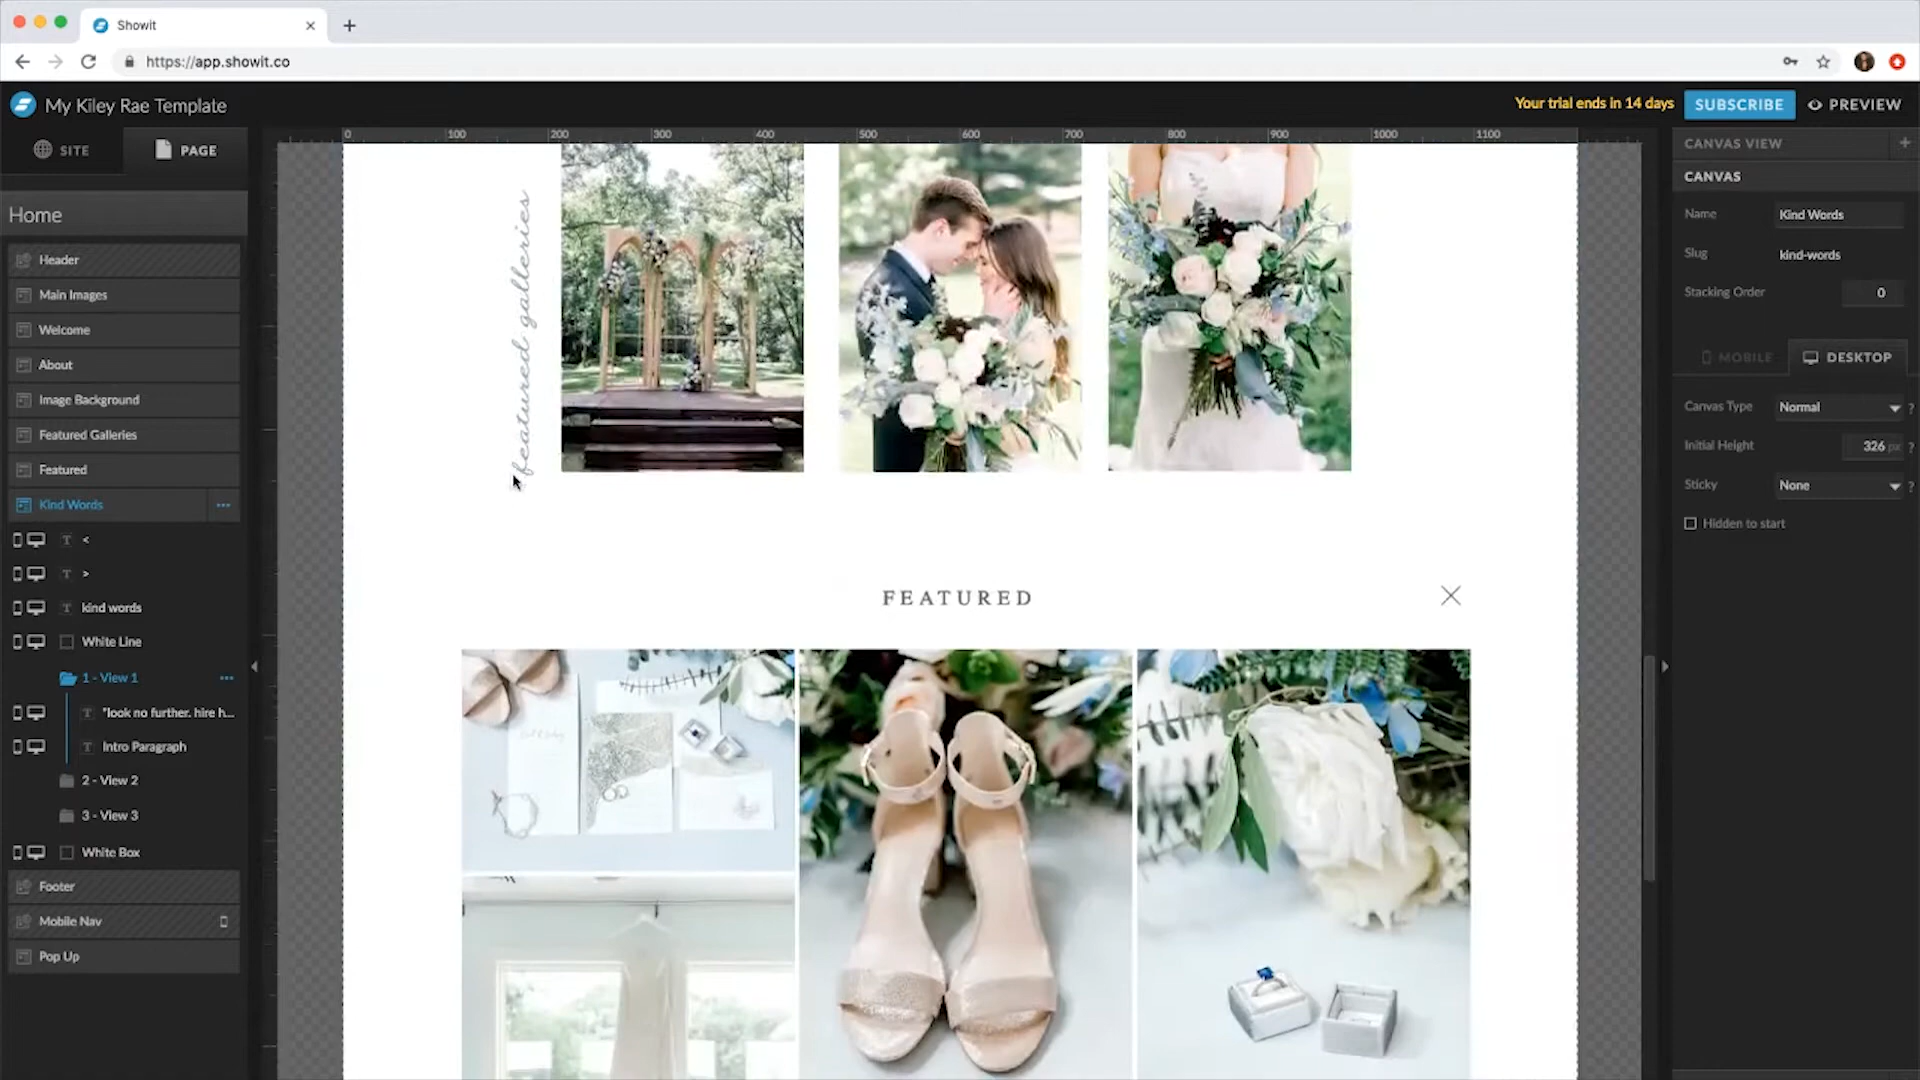 Showit
https://app.showit.co
My Kiley Rae Template
Your trial ends in 14 days
SUBSCRIBE
PREVIEW
SITE
PAGE
0 100 200 300 400 500 600 700 800 900 1000 1100
CANVAS VIEW
CANVAS
Name
Kind Words
Slug
kind-words
Stacking Order
0
MOBILE
DESKTOP
Canvas Type
Normal
?
Initial Height
326 px
?
Sticky
None
?
Hidden to start
Home
Header
Main Images
Welcome
About
Image Background
Featured Galleries
Featured
Kind Words
T <
T >
T kind words
White Line
1 - View 1
T "look no further. hire h...
T Intro Paragraph
2 - View 2
3 - View 3
White Box
Footer
Mobile Nav
Pop Up
featured galleries
FEATURED